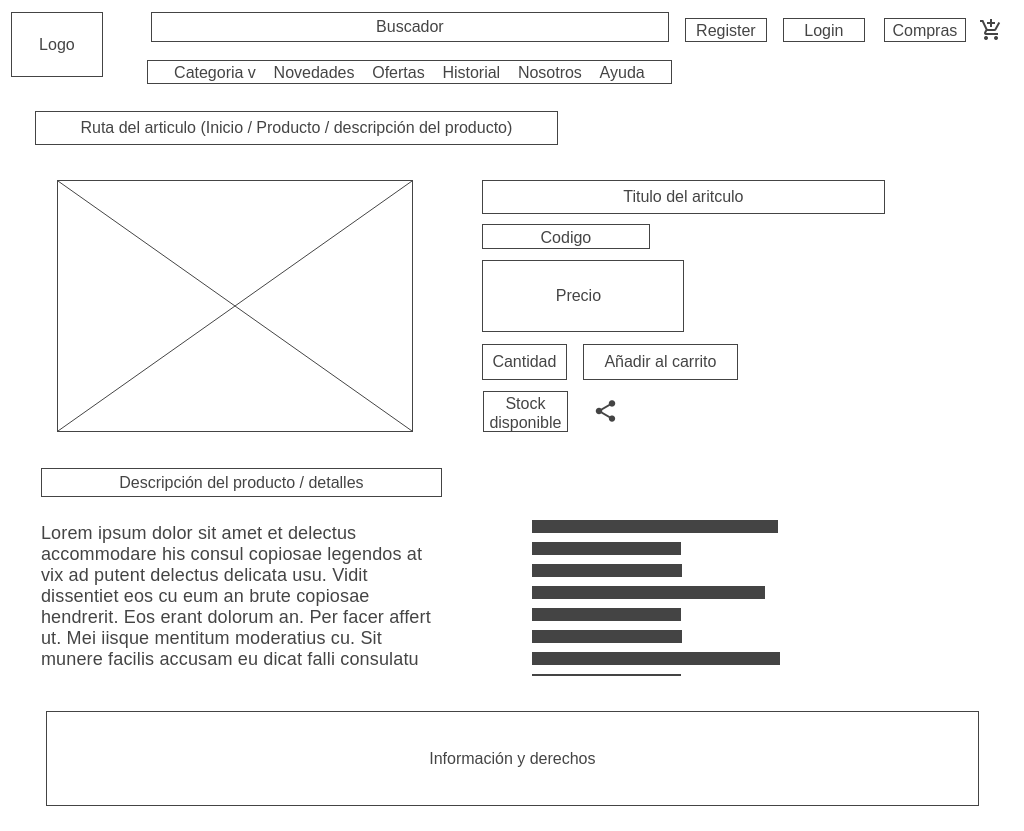 Logo
Buscador
Register
Login
Compras
Categoria v Novedades Ofertas Historial Nosotros Ayuda
Ruta del articulo (Inicio / Producto / descripción del producto)
Titulo del aritculo
Codigo
Precio
Cantidad
Añadir al carrito
Stock
disponible
Descripción del producto / detalles
Lorem ipsum dolor sit amet et delectus
accommodare his consul copiosae legendos at
vix ad putent delectus delicata usu. Vidit
dissentiet eos cu eum an brute copiosae
hendrerit. Eos erant dolorum an. Per facer affert
ut. Mei iisque mentitum moderatius cu. Sit
munere facilis accusam eu dicat falli consulatu
Información y derechos